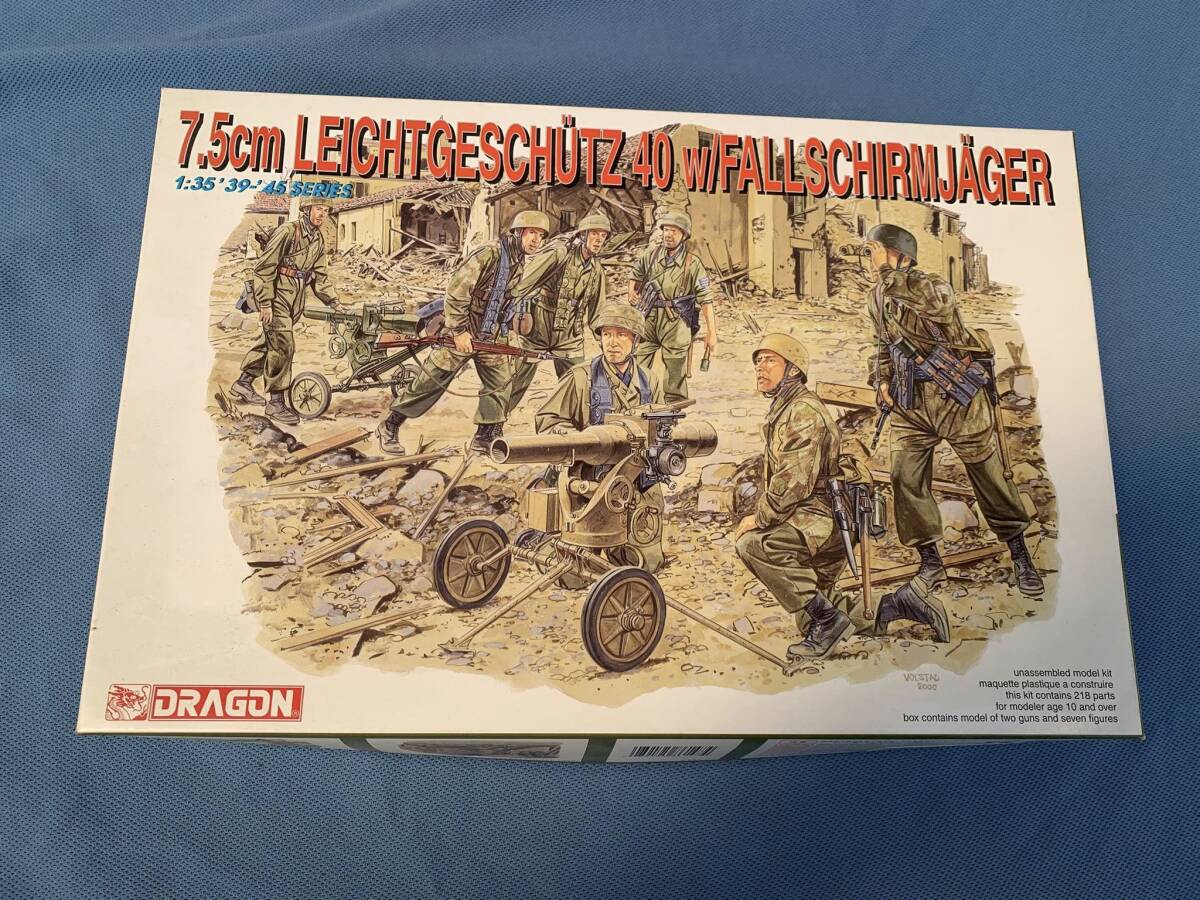 7.5cm LEICHTGESCHÜTZ 40 w/FALLSCHIRMJÄGER
1:35 '39-'45 SERIES
VOLSTAD
2000
DRAGON®
unassembled model kit
maquette plastique a construire
this kit contains 218 parts
for modeler age 10 and over
box contains model of two guns and seven figures